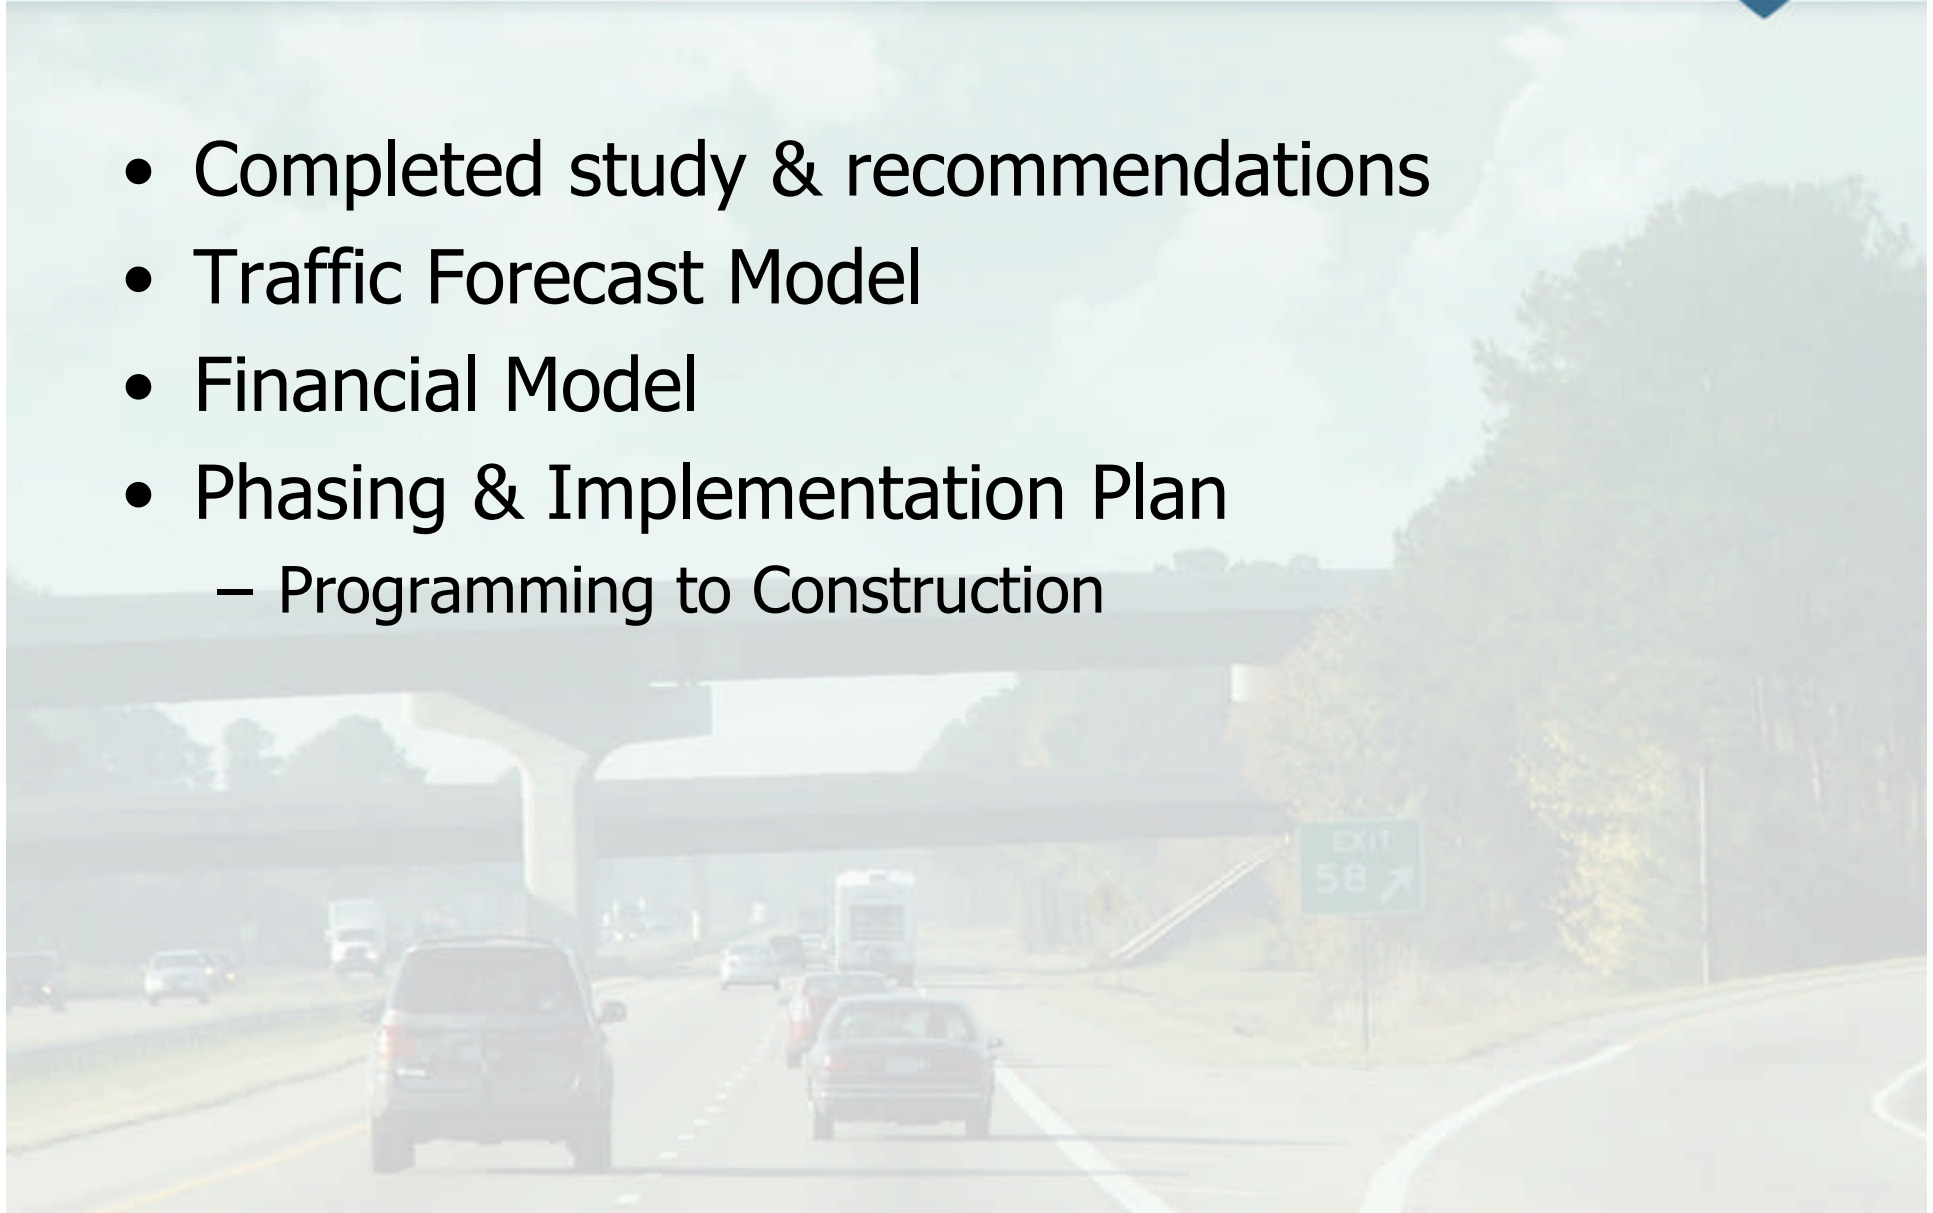 • Completed study & recommendations
• Traffic Forecast Model
• Financial Model
• Phasing & Implementation Plan
– Programming to Construction
EXIT
58